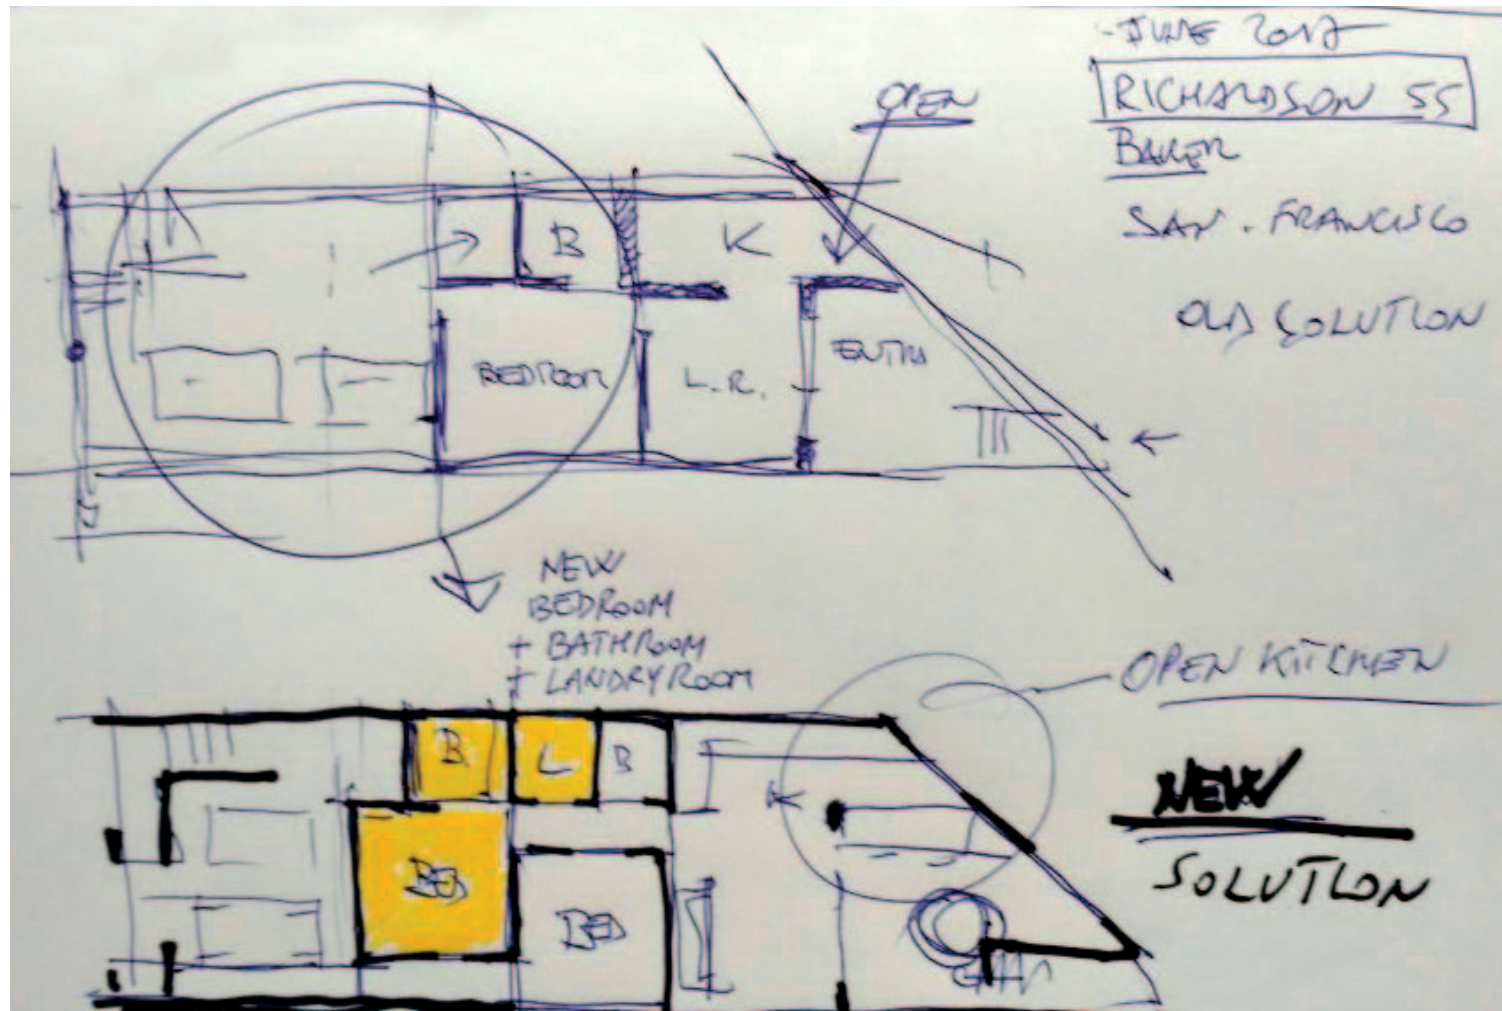 -JUNE 2017
RICHARDSON 55
BAKER
SAN. FRANCISCO
OLD SOLUTION
OPEN
B
K
BEDROOM
L.R.
ENTRY
NEW
BEDROOM
+ BATHROOM
+ LANDRY ROOM
OPEN KITCHEN
B
L
B
K
BED
BED
NEW
SOLUTION